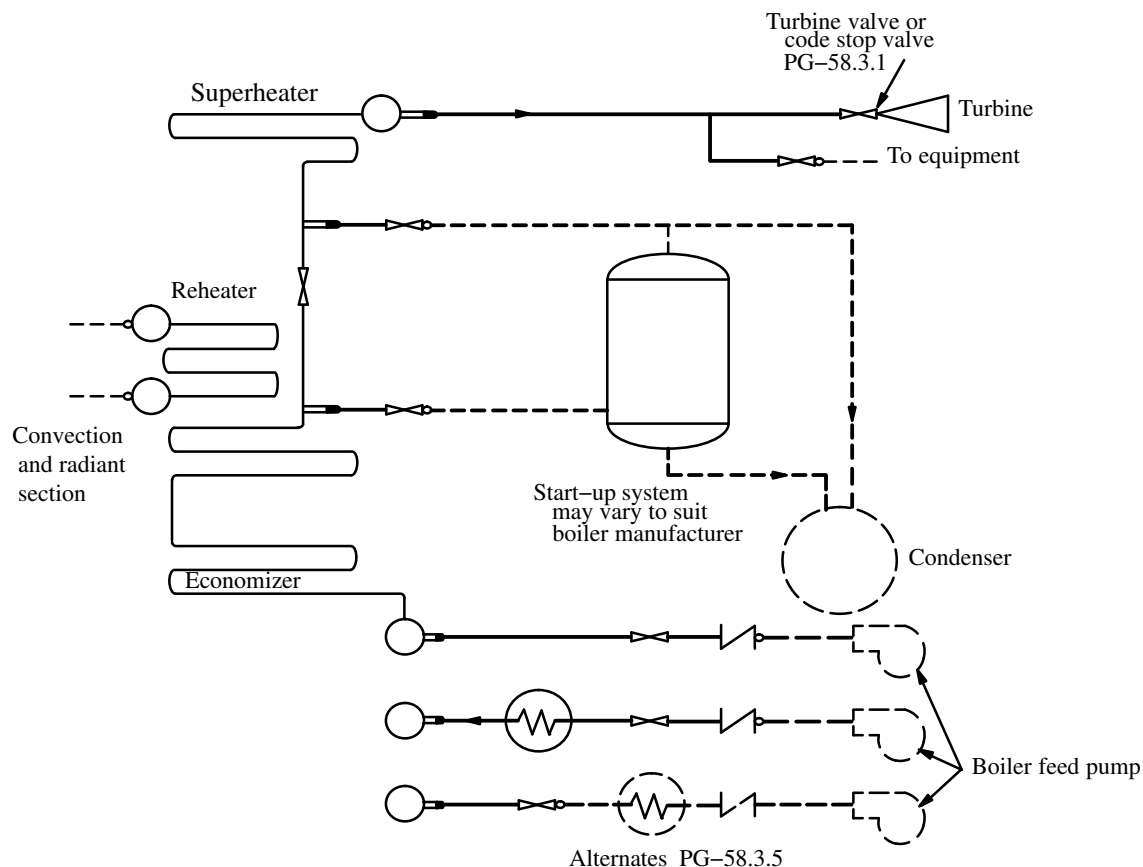 Turbine valve or
code stop valve
PG−58.3.1
Superheater
Turbine
To equipment
Reheater
Convection
and radiant
section
Start−up system
may vary to suit
boiler manufacturer
Condenser
Economizer
Boiler feed pump
Alternates PG−58.3.5